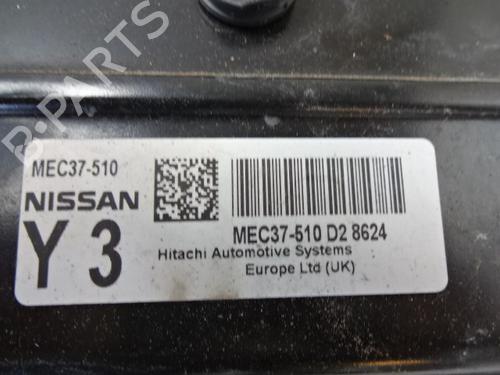 B-PARTS
MEC37-510
NISSAN
Y 3
MEC37-510 D2 8624
Hitachi Automotive Systems
Europe Ltd (UK)